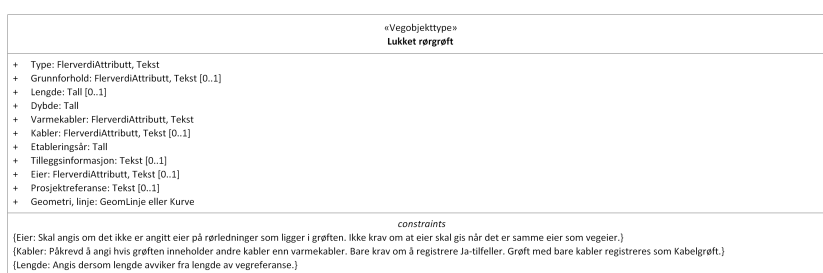 «Vegobjekttype»
Lukket rørgrøft
+ Type: FlerverdiAttributt, Tekst
+ Grunnforhold: FlerverdiAttributt, Tekst [0..1]
+ Lengde: Tall [0..1]
+ Dybde: Tall
+ Varmekabler: FlerverdiAttributt, Tekst
+ Kabler: FlerverdiAttributt, Tekst [0..1]
+ Etableringsår: Tall
+ Tilleggsinformasjon: Tekst [0..1]
+ Eier: FlerverdiAttributt, Tekst [0..1]
+ Prosjektreferanse: Tekst [0..1]
+ Geometri, linje: GeomLinje eller Kurve
constraints
{Eier: Skal angis om det ikke er angitt eier på rørledninger som ligger i grøften. Ikke krav om at eier skal gis når det er samme eier som vegeier.}
{Kabler: Påkrevd å angi hvis grøften inneholder andre kabler enn varmekabler. Bare krav om å registrere Ja-tilfeller. Grøft med bare kabler registreres som Kabelgrøft.}
{Lengde: Angis dersom lengde avviker fra lengde av vegreferanse.}